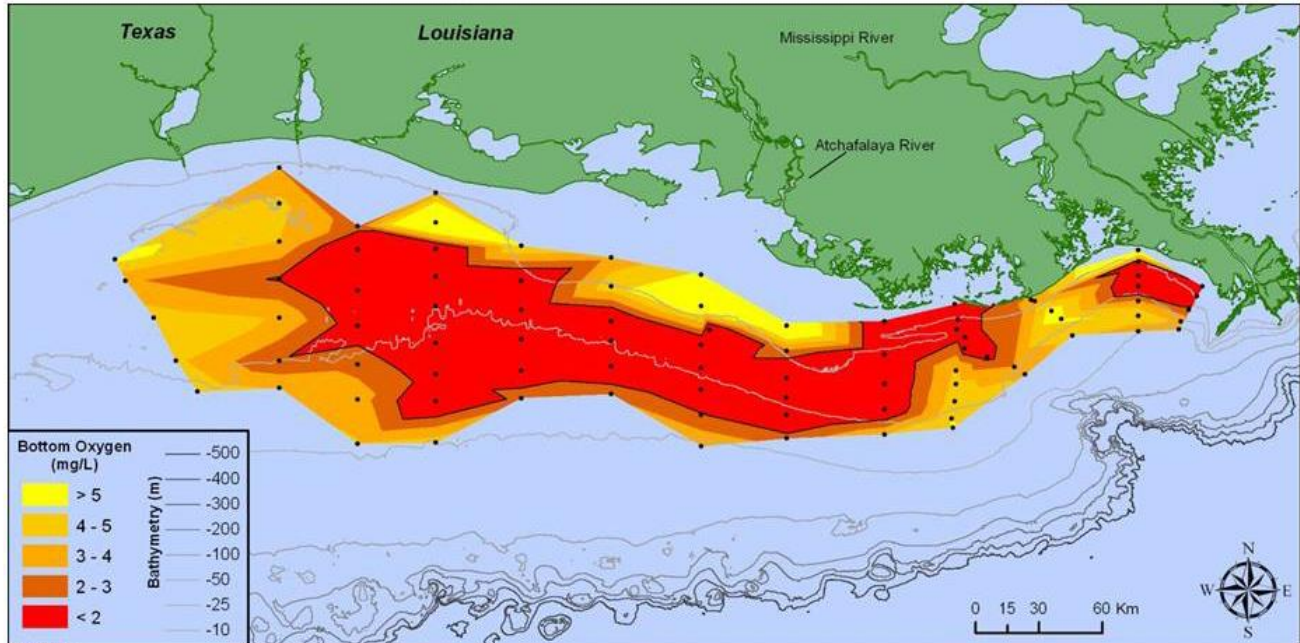 Texas
Louisiana
Mississippi River
Atchafalaya River
Bottom Oxygen
(mg/L)
> 5
4 - 5
3 - 4
2 - 3
< 2
Bathymetry (m)
-500
-400
-300
-200
-100
-50
-25
-10
0 15 30 60 Km
N
W E
S